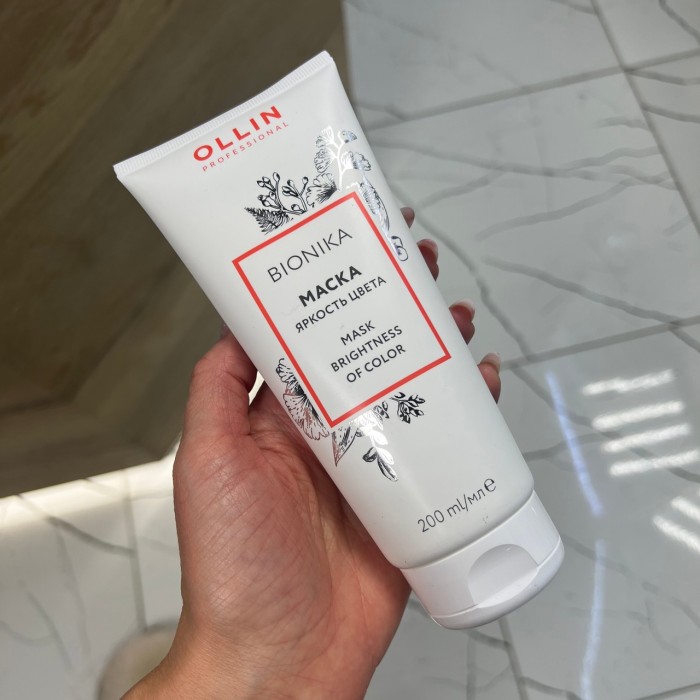 OLLIN
PROFESSIONAL
BIONIKA
МАСКА
ЯРКОСТЬ ЦВЕТА
MASK
BRIGHTNESS
OF COLOR
200 ml/мл℮